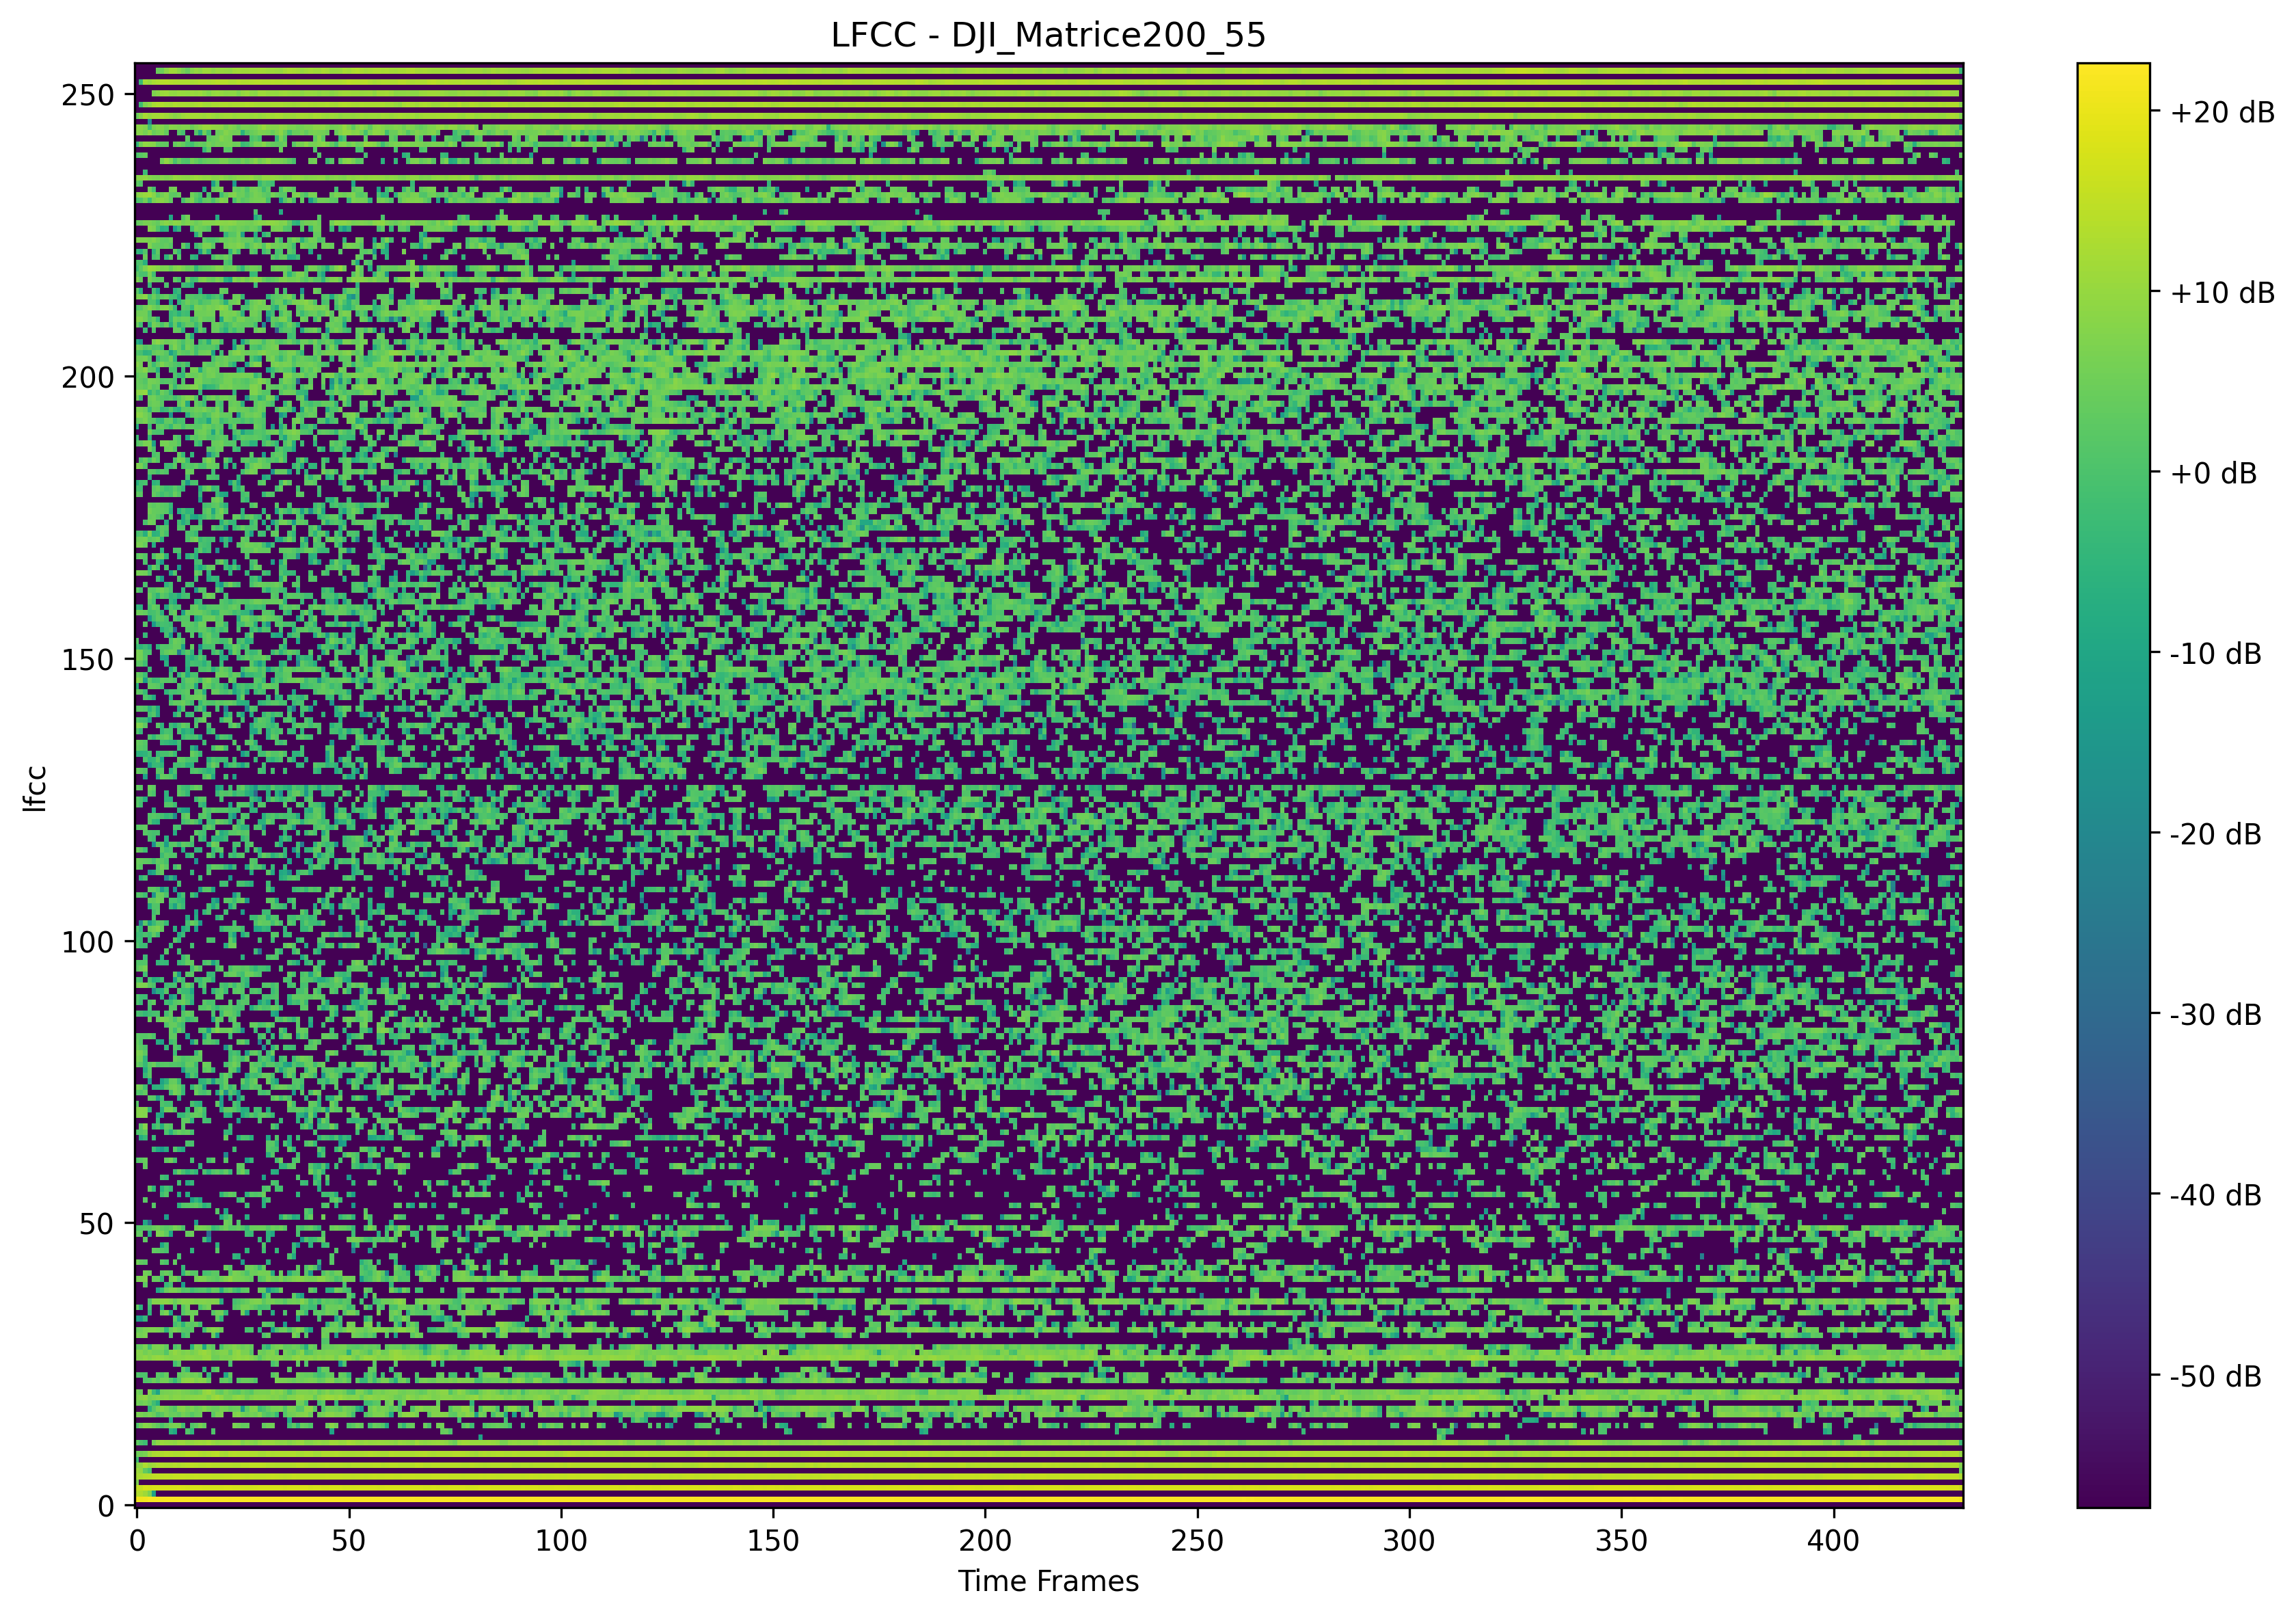 LFCC - DJI_Matrice200_55
250
200
150
100
50
0
lfcc
0 50 100 150 200 250 300 350 400
Time Frames
+20 dB
+10 dB
+0 dB
-10 dB
-20 dB
-30 dB
-40 dB
-50 dB